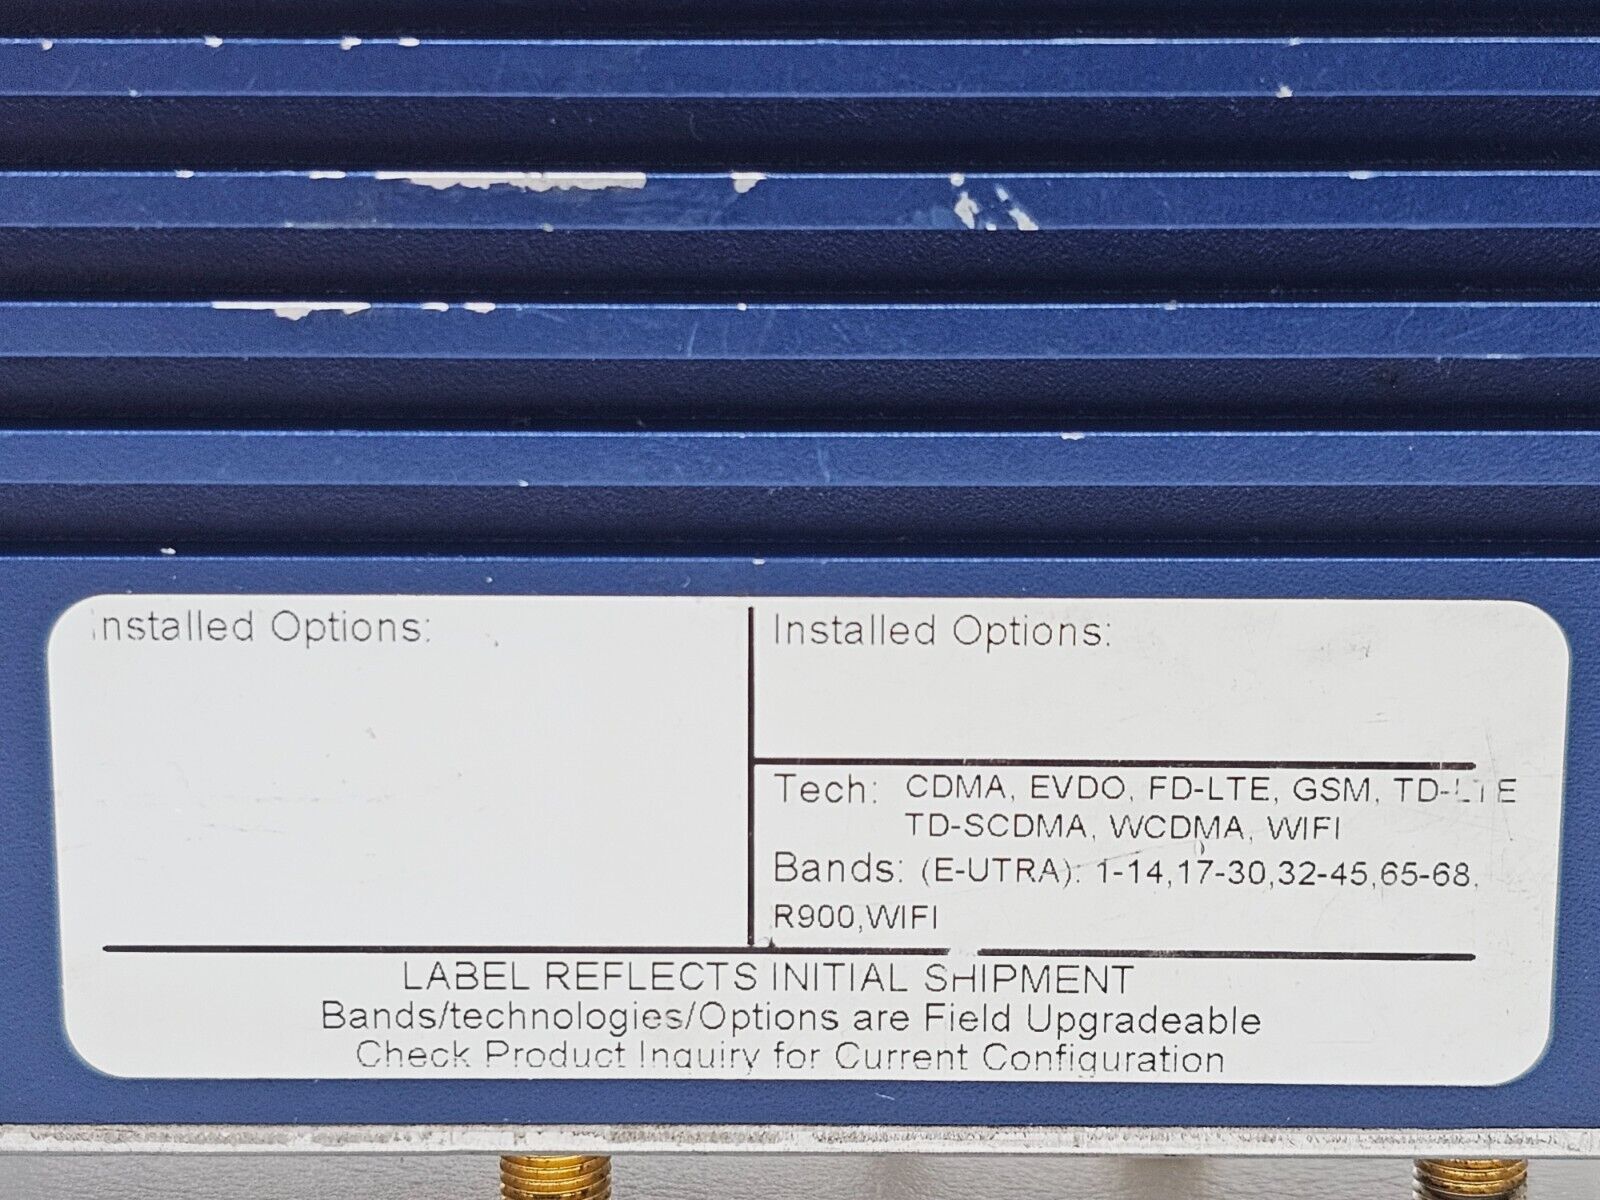 Installed Options:
Installed Options:
Tech: CDMA, EVDO, FD-LTE, GSM, TD-LTE
TD-SCDMA, WCDMA, WIFI
Bands: (E-UTRA): 1-14,17-30,32-45,65-68,
R900,WIFI
LABEL REFLECTS INITIAL SHIPMENT
Bands/technologies/Options are Field Upgradeable
Check Product Inquiry for Current Configuration